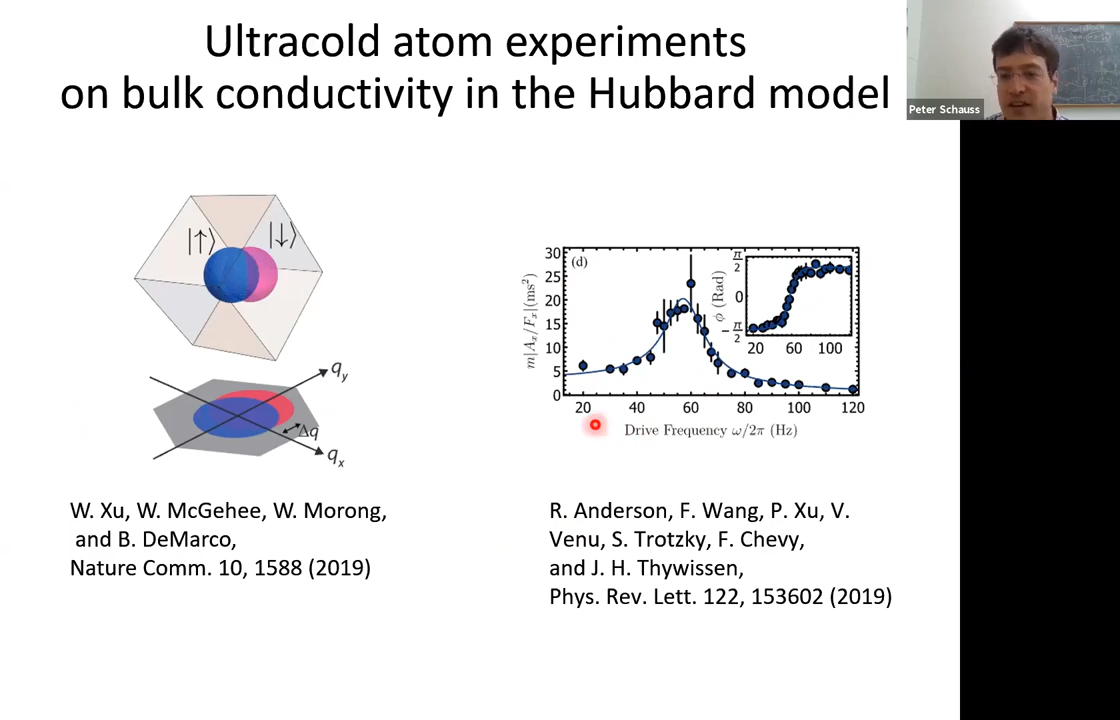 Ultracold atom experiments
on bulk conductivity in the Hubbard model
Peter Schauss
|↑⟩
|↓⟩
q_y
Δq
q_x
(d)
m|A_x/F_x|(ms²)
30
25
20
15
10
5
0
20 40 60 80 100 120
Drive Frequency ω/2π (Hz)
ϕ (Rad)
π/2
0
-π/2
20 60 100
W. Xu, W. McGehee, W. Morong,
and B. DeMarco,
Nature Comm. 10, 1588 (2019)
R. Anderson, F. Wang, P. Xu, V.
Venu, S. Trotzky, F. Chevy,
and J. H. Thywissen,
Phys. Rev. Lett. 122, 153602 (2019)